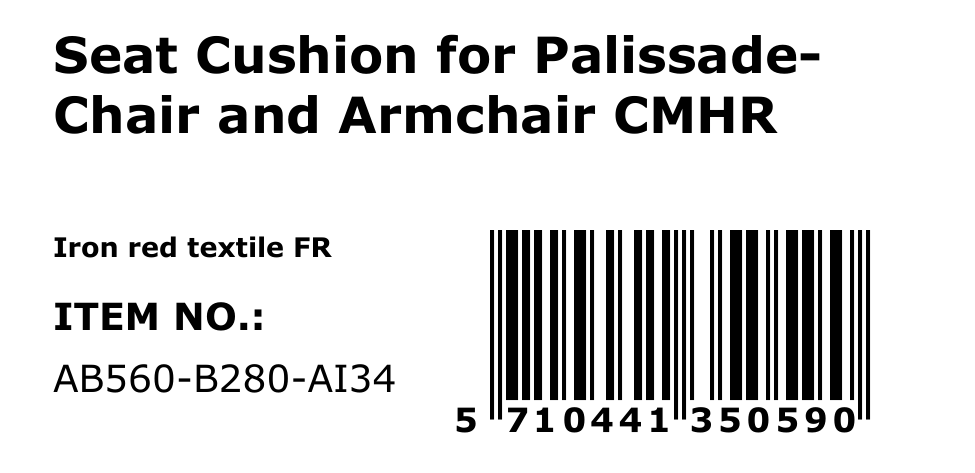 Seat Cushion for Palissade-
Chair and Armchair CMHR
Iron red textile FR
ITEM NO.:
AB560-B280-AI34
5 710441 350590